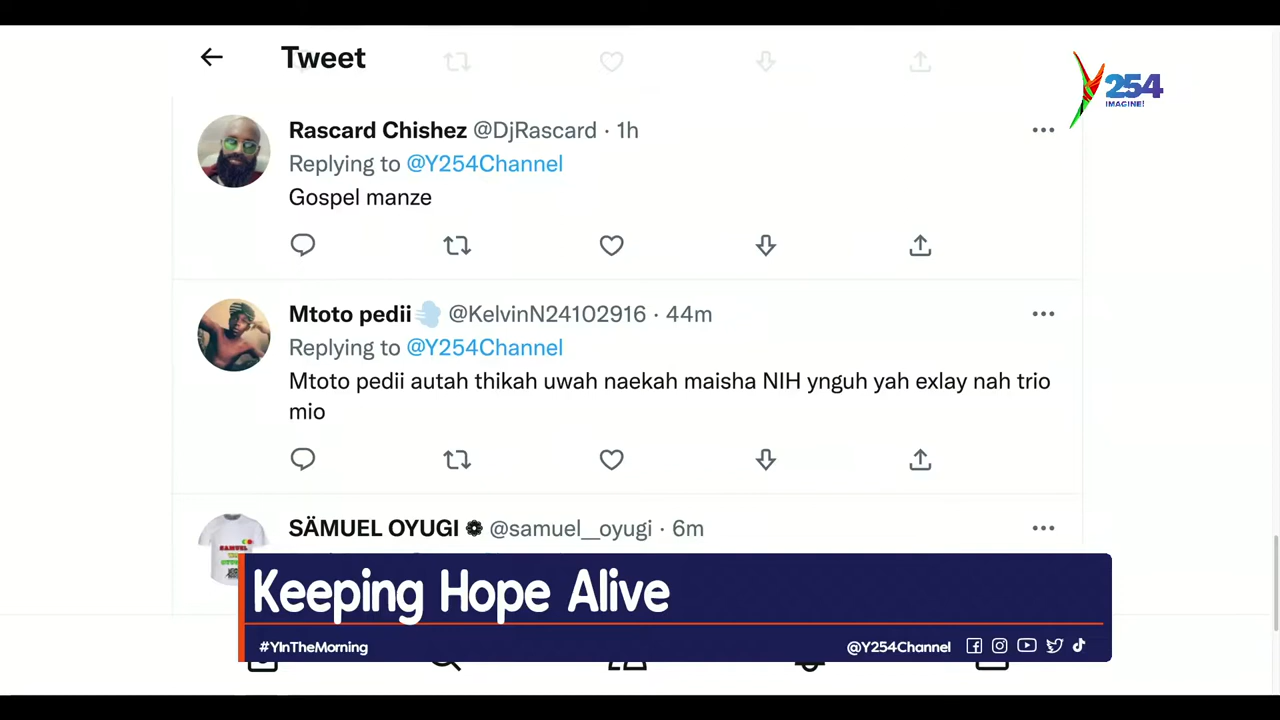 Tweet
254
IMAGINE!
Rascard Chishez @DjRascard · 1h
Replying to @Y254Channel
Gospel manze
Mtoto pedii @KelvinN24102916 · 44m
Replying to @Y254Channel
Mtoto pedii autah thikah uwah naekah maisha NIH ynguh yah exlay nah trio
mio
SÄMUEL OYUGI @samuel__oyugi · 6m
Keeping Hope Alive
#YInTheMorning
@Y254Channel